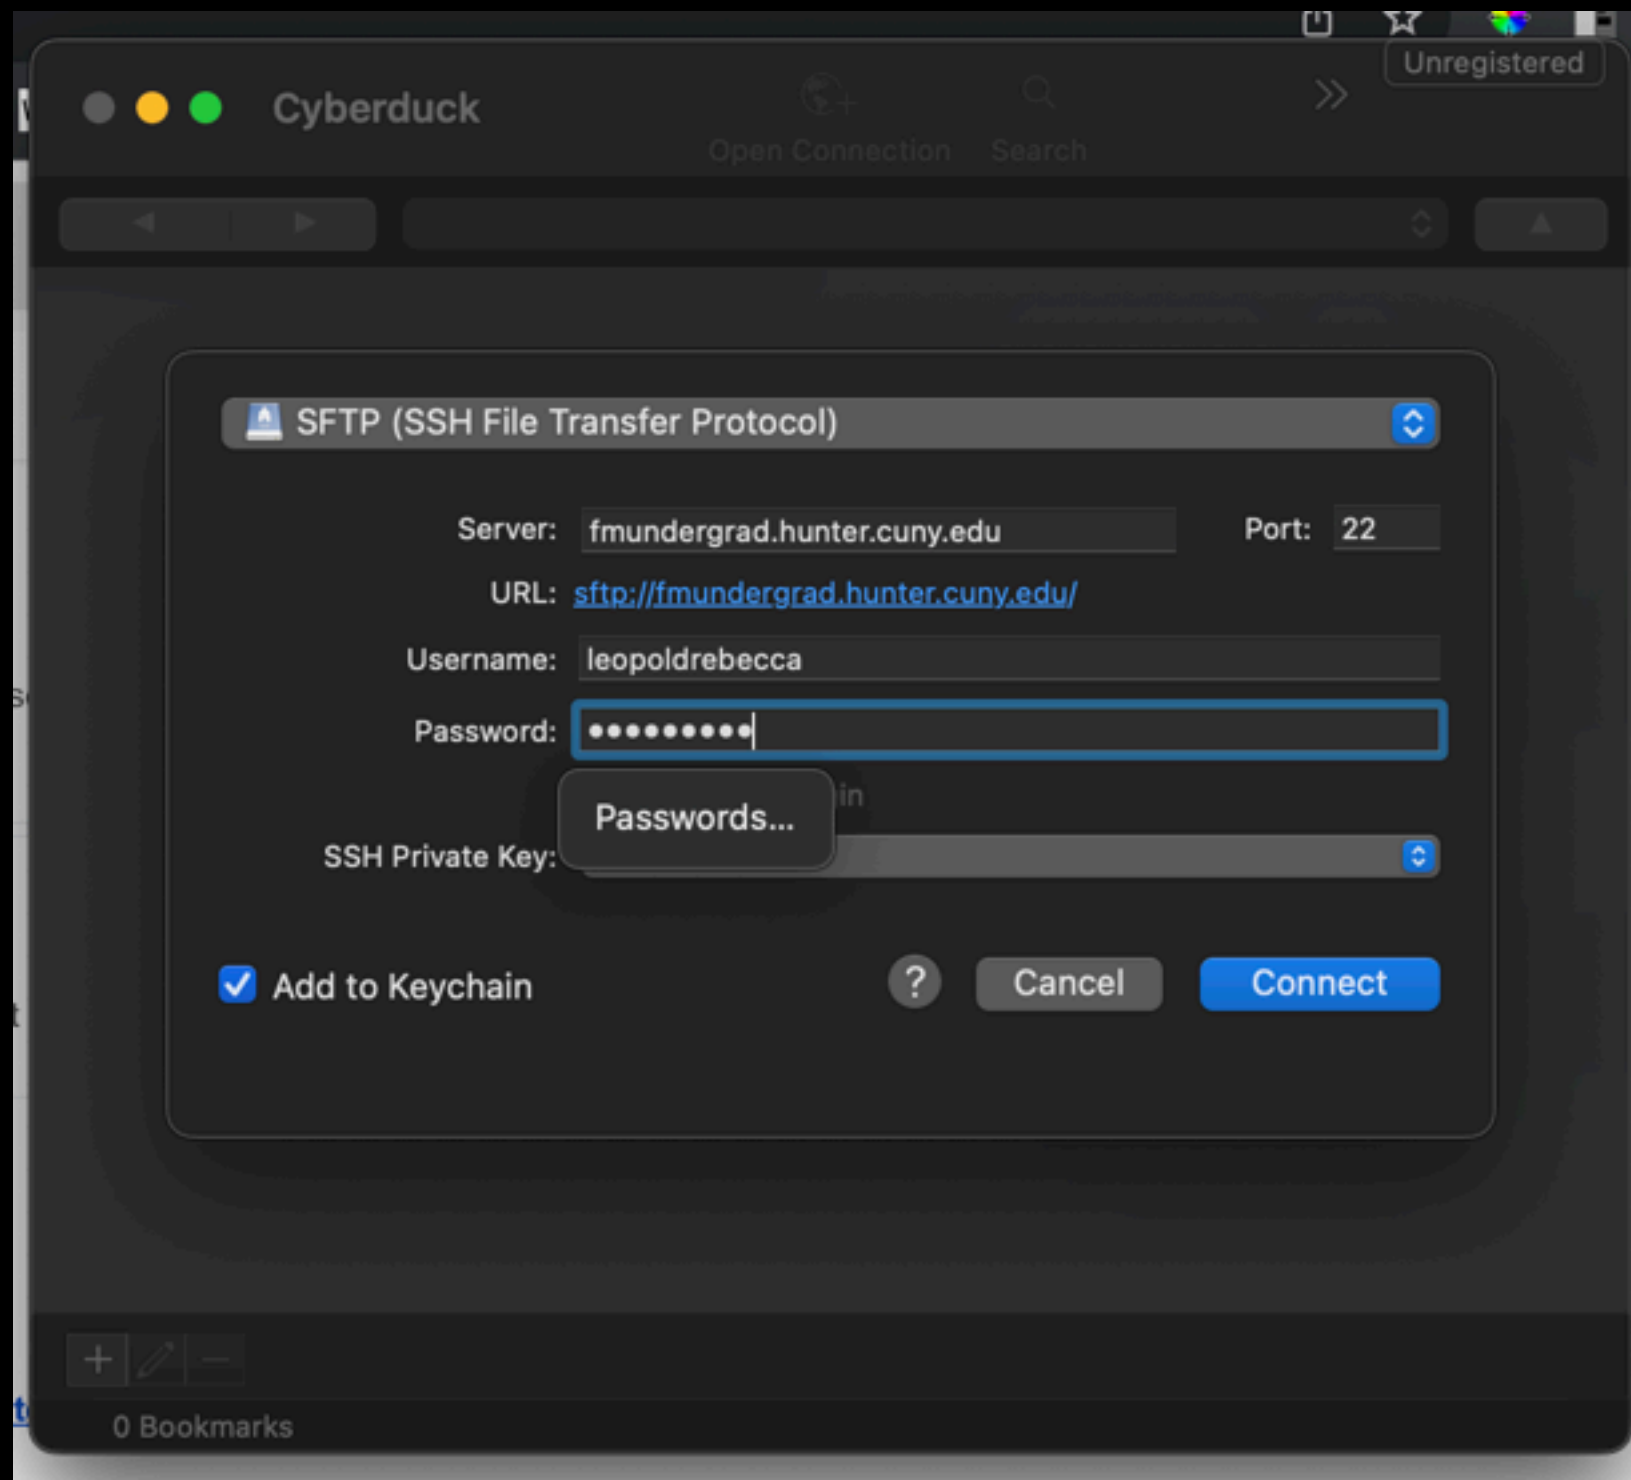 Unregistered
Cyberduck
Open Connection
Search
SFTP (SSH File Transfer Protocol)
Server: fmundergrad.hunter.cuny.edu Port: 22
URL: sftp://fmundergrad.hunter.cuny.edu/
Username: leopoldrebecca
Password: •••••••••
in
Passwords...
SSH Private Key:
Add to Keychain ? Cancel Connect
0 Bookmarks